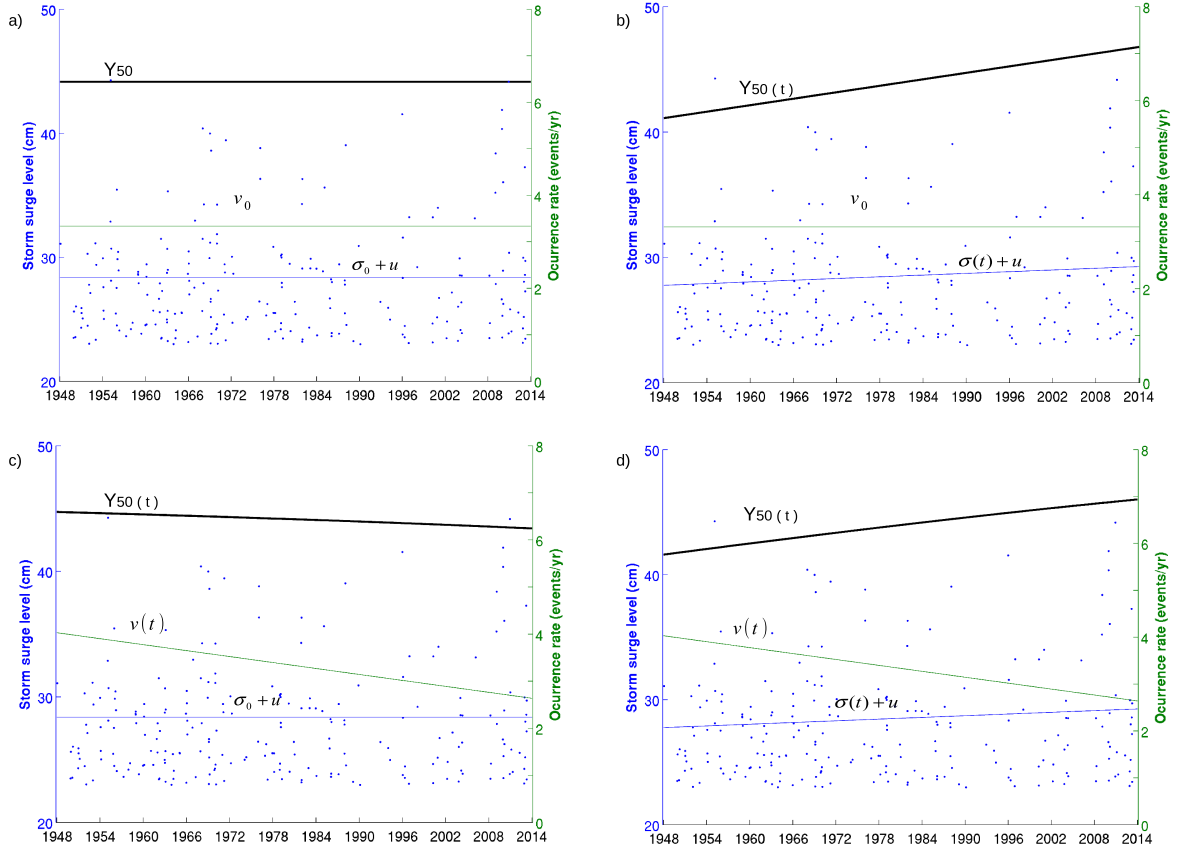 a)
50
40
30
20
Storm surge level (cm)
Y50
ν0
σ0 + u
8
6
4
2
0
Ocurrence rate (events/yr)
1948 1954 1960 1966 1972 1978 1984 1990 1996 2002 2008 2014
b)
50
40
30
20
Storm surge level (cm)
Y50 ( t )
ν0
σ(t) + u
8
6
4
2
0
Ocurrence rate (events/yr)
1948 1954 1960 1966 1972 1978 1984 1990 1996 2002 2008 2014
c)
50
40
30
20
Storm surge level (cm)
Y50 ( t )
ν(t)
σ0 + u
8
6
4
2
0
Ocurrence rate (events/yr)
1948 1954 1960 1966 1972 1978 1984 1990 1996 2002 2008 2014
d)
50
40
30
20
Storm surge level (cm)
Y50 ( t )
ν(t)
σ(t) + u
8
6
4
2
0
Ocurrence rate (events/yr)
1948 1954 1960 1966 1972 1978 1984 1990 1996 2002 2008 2014